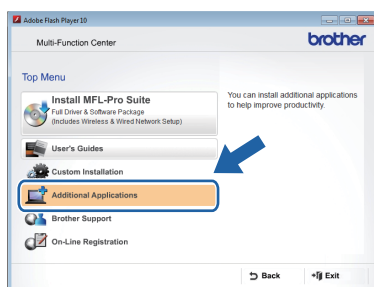 Adobe Flash Player 10
Multi-Function Center
brother
Top Menu
Install MFL-Pro Suite
Full Driver & Software Package
(Includes Wireless & Wired Network Setup)
You can install additional applications
to help improve productivity.
User's Guides
Custom Installation
Additional Applications
Brother Support
On-Line Registration
Back
Exit